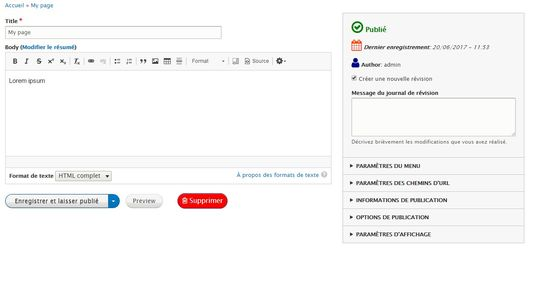 Accueil » My page
Title *
My page
Body (Modifier le résumé)
Format
Source
Lorem ipsum
Format de texte HTML complet
À propos des formats de texte
Enregistrer et laisser publié
Preview
Supprimer
Publié
Dernier enregistrement: 20/06/2017 - 11:53
Author: admin
Créer une nouvelle révision
Message du journal de révision
Décrivez brièvement les modifications que vous avez réalisé.
PARAMÈTRES DU MENU
PARAMÈTRES DES CHEMINS D'URL
INFORMATIONS DE PUBLICATION
OPTIONS DE PUBLICATION
PARAMÈTRES D'AFFICHAGE